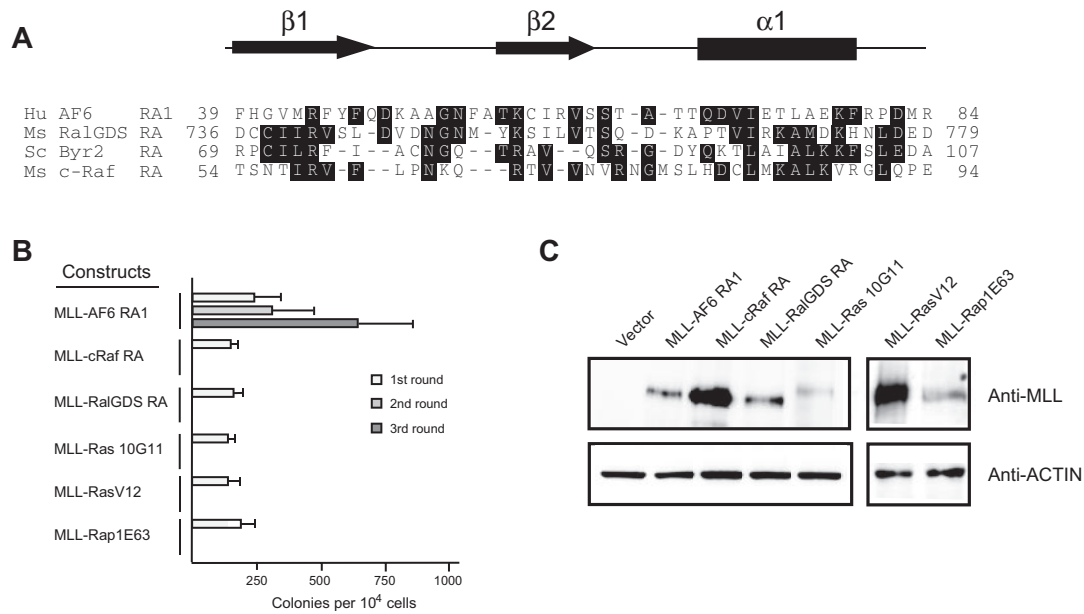 A
β1 β2 α1
Hu AF6 RA1 39 FHGVMRFYFQDKAAGNFATKCIRVSST-A-TTQDVIETLAEKFRPDMR 84
Ms RalGDS RA 736 DCCIIRVSL-DVDNGNM-YKSILVTSQ-D-KAPTVIRKAMDKHNLDED 779
Sc Byr2 RA 69 RPCILRF-I--ACNGQ--TRAV--QSR-G-DYQKTLAIALKKFSLEDA 107
Ms c-Raf RA 54 TSNTIRV-F--LPNKQ---RTV-VNVRNGMSLHDCLMKALKVRGLQPE 94
B
Constructs
MLL-AF6 RA1
MLL-cRaf RA
MLL-RalGDS RA
MLL-Ras 10G11
MLL-RasV12
MLL-Rap1E63
1st round
2nd round
3rd round
250 500 750 1000
Colonies per 10⁴ cells
C
Vector
MLL-AF6 RA1
MLL-cRaf RA
MLL-RalGDS RA
MLL-Ras 10G11
MLL-RasV12
MLL-Rap1E63
Anti-MLL
Anti-ACTIN